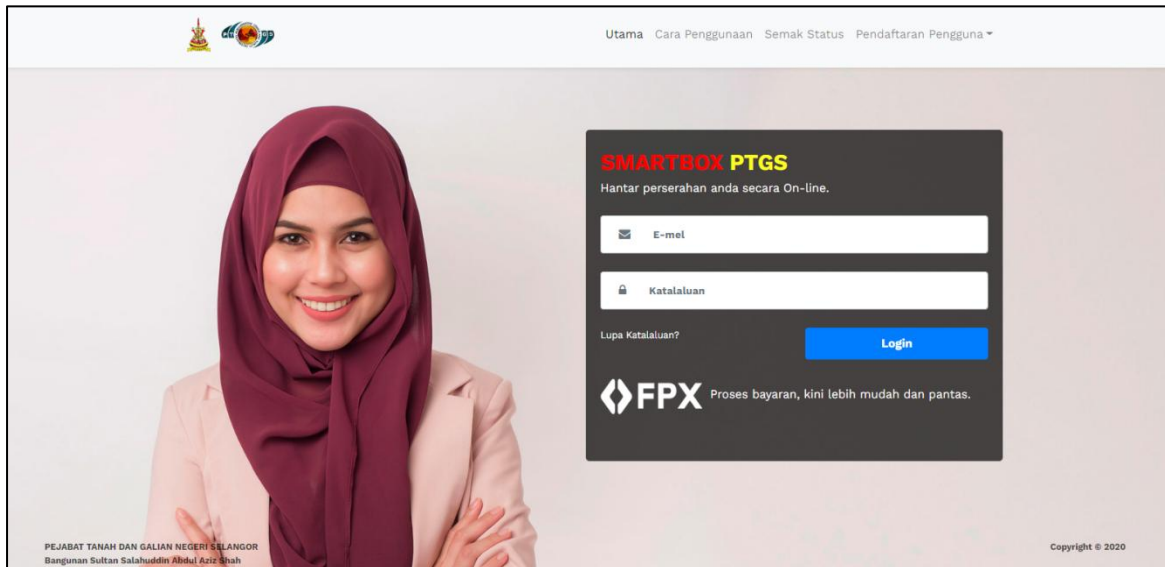 Utama Cara Penggunaan Semak Status Pendaftaran Pengguna
SMARTBOX PTGS
Hantar perserahan anda secara On-line.
E-mel
Katalaluan
Lupa Katalaluan?
Login
FPX Proses bayaran, kini lebih mudah dan pantas.
PEJABAT TANAH DAN GALIAN NEGERI SELANGOR
Bangunan Sultan Salahuddin Abdul Aziz Shah
Copyright © 2020